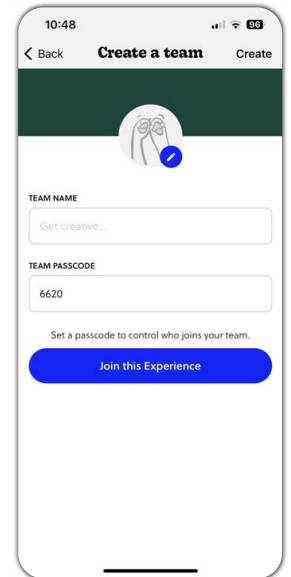 10:48
96
Back
Create a team
Create
TEAM NAME
Get creative...
TEAM PASSCODE
6620
Set a passcode to control who joins your team.
Join this Experience